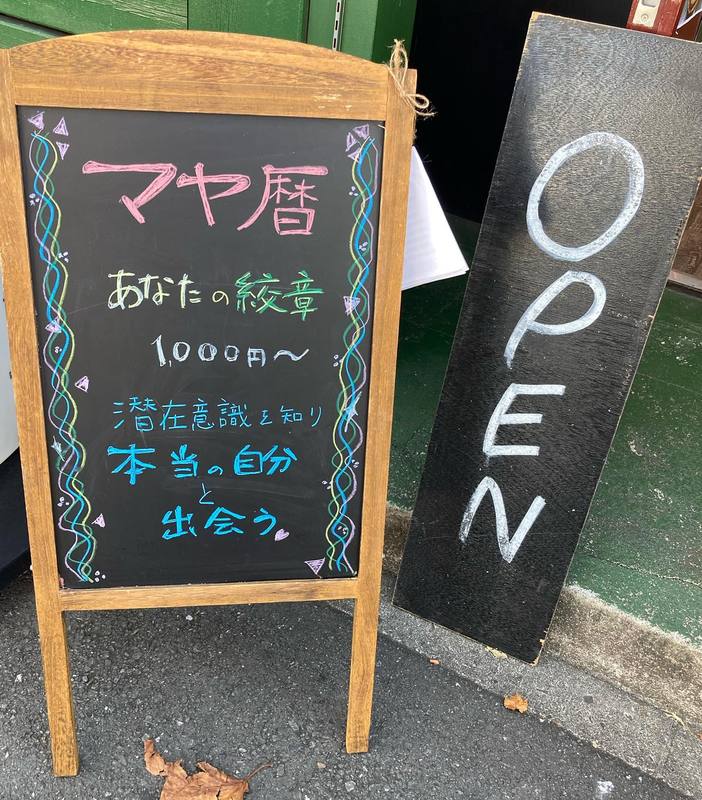 マヤ暦
あなたの絞章
1,000円〜
潜在意識を知り
本当の自分
と
出会う
OPEN